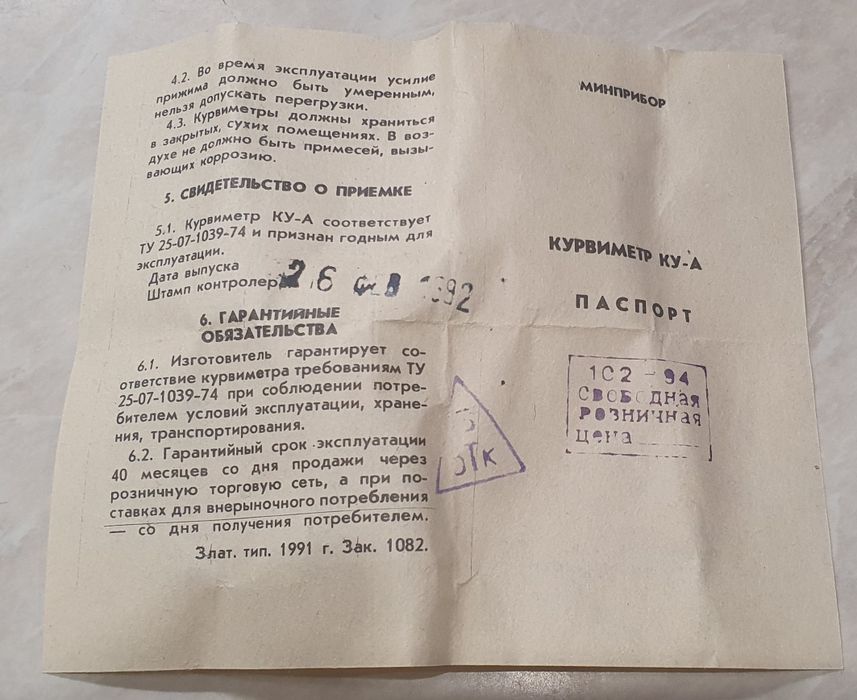 4.2. Во время эксплуатации усилие
прижима должно быть умеренным,
нельзя допускать перегрузки.
4.3. Курвиметры должны храниться
в закрытых, сухих помещениях. В воз-
духе не должно быть примесей, вызы-
вающих коррозию.
5. СВИДЕТЕЛЬСТВО О ПРИЕМКЕ
5.1. Курвиметр КУ-А соответствует
ТУ 25-07-1039-74 и признан годным для
эксплуатации.
Дата выпуска
Штамп контролера
26 ФЕВ 1992
6. ГАРАНТИЙНЫЕ
ОБЯЗАТЕЛЬСТВА
6.1. Изготовитель гарантирует со-
ответствие курвиметра требованиям ТУ
25-07-1039-74 при соблюдении потре-
бителем условий эксплуатации, хране-
ния, транспортирования.
6.2. Гарантийный срок эксплуатации
40 месяцев со дня продажи через
розничную торговую сеть, а при по-
ставках для внерыночного потребления
— со дня получения потребителем.
Злат. тип. 1991 г. Зак. 1082.
ОТК
МИНПРИБОР
КУРВИМЕТР КУ-А
ПАСПОРТ
1С2-94
Свободная
розничная
цена